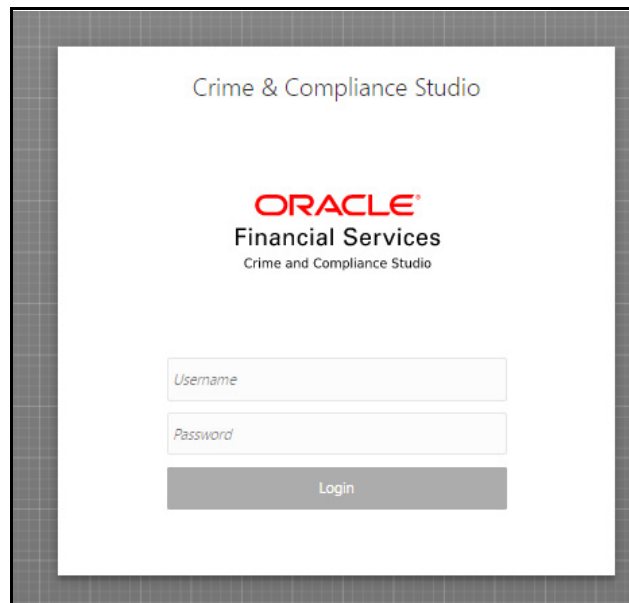 Crime & Compliance Studio
ORACLE®
Financial Services
Crime and Compliance Studio
Username
Password
Login